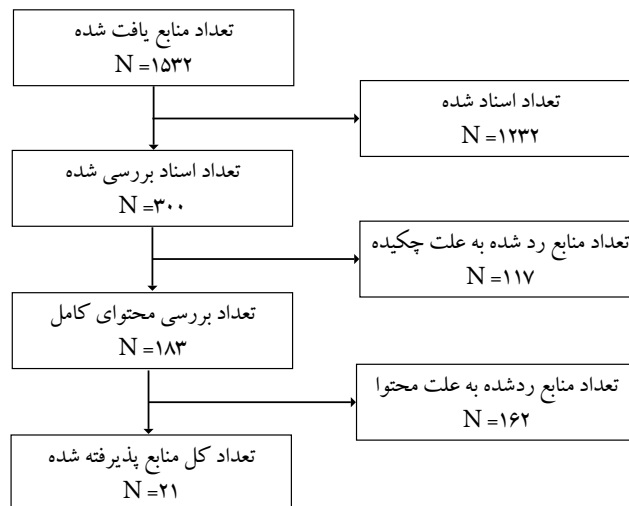 تعداد منابع یافت شده
N =۱۵۳۲
تعداد اسناد شده
N =۱۲۳۲
تعداد اسناد بررسی شده
N =۳۰۰
تعداد منابع رد شده به علت چکیده
N =۱۱۷
تعداد بررسی محتوای کامل
N =۱۸۳
تعداد منابع ردشده به علت محتوا
N =۱۶۲
تعداد کل منابع پذیرفته شده
N =۲۱